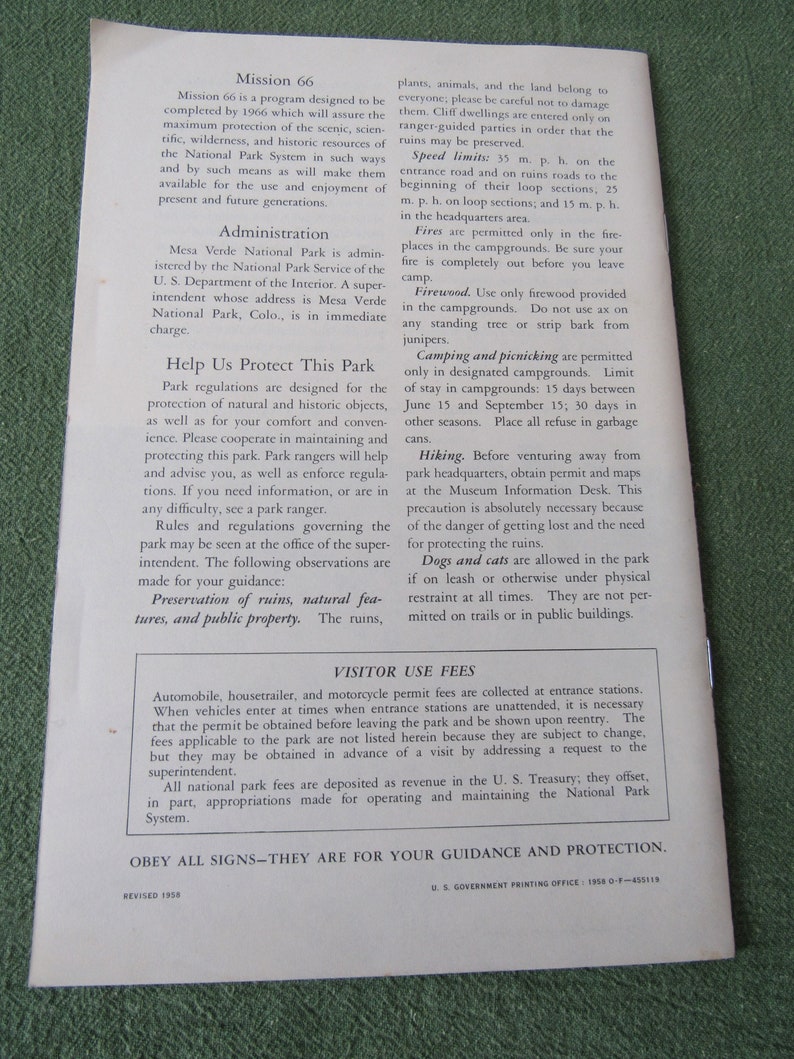 Mission 66
Mission 66 is a program designed to be
completed by 1966 which will assure the
maximum protection of the scenic, scien-
tific, wilderness, and historic resources of
the National Park System in such ways
and by such means as will make them
available for the use and enjoyment of
present and future generations.
Administration
Mesa Verde National Park is admin-
istered by the National Park Service of the
U. S. Department of the Interior. A super-
intendent whose address is Mesa Verde
National Park, Colo., is in immediate
charge.
Help Us Protect This Park
Park regulations are designed for the
protection of natural and historic objects,
as well as for your comfort and conven-
ience. Please cooperate in maintaining and
protecting this park. Park rangers will help
and advise you, as well as enforce regula-
tions. If you need information, or are in
any difficulty, see a park ranger.
Rules and regulations governing the
park may be seen at the office of the super-
intendent. The following observations are
made for your guidance:
Preservation of ruins, natural fea-
tures, and public property. The ruins,
plants, animals, and the land belong to
everyone; please be careful not to damage
them. Cliff dwellings are entered only on
ranger-guided parties in order that the
ruins may be preserved.
Speed limits: 35 m. p. h. on the
entrance road and on ruins roads to the
beginning of their loop sections; 25
m. p. h. on loop sections; and 15 m. p. h.
in the headquarters area.
Fires are permitted only in the fire-
places in the campgrounds. Be sure your
fire is completely out before you leave
camp.
Firewood. Use only firewood provided
in the campgrounds. Do not use ax on
any standing tree or strip bark from
junipers.
Camping and picnicking are permitted
only in designated campgrounds. Limit
of stay in campgrounds: 15 days between
June 15 and September 15; 30 days in
other seasons. Place all refuse in garbage
cans.
Hiking. Before venturing away from
park headquarters, obtain permit and maps
at the Museum Information Desk. This
precaution is absolutely necessary because
of the danger of getting lost and the need
for protecting the ruins.
Dogs and cats are allowed in the park
if on leash or otherwise under physical
restraint at all times. They are not per-
mitted on trails or in public buildings.
VISITOR USE FEES
Automobile, housetrailer, and motorcycle permit fees are collected at entrance stations.
When vehicles enter at times when entrance stations are unattended, it is necessary
that the permit be obtained before leaving the park and be shown upon reentry. The
fees applicable to the park are not listed herein because they are subject to change,
but they may be obtained in advance of a visit by addressing a request to the
superintendent.
All national park fees are deposited as revenue in the U. S. Treasury; they offset,
in part, appropriations made for operating and maintaining the National Park
System.
OBEY ALL SIGNS—THEY ARE FOR YOUR GUIDANCE AND PROTECTION.
REVISED 1958
U. S. GOVERNMENT PRINTING OFFICE : 1958 O-F—455119